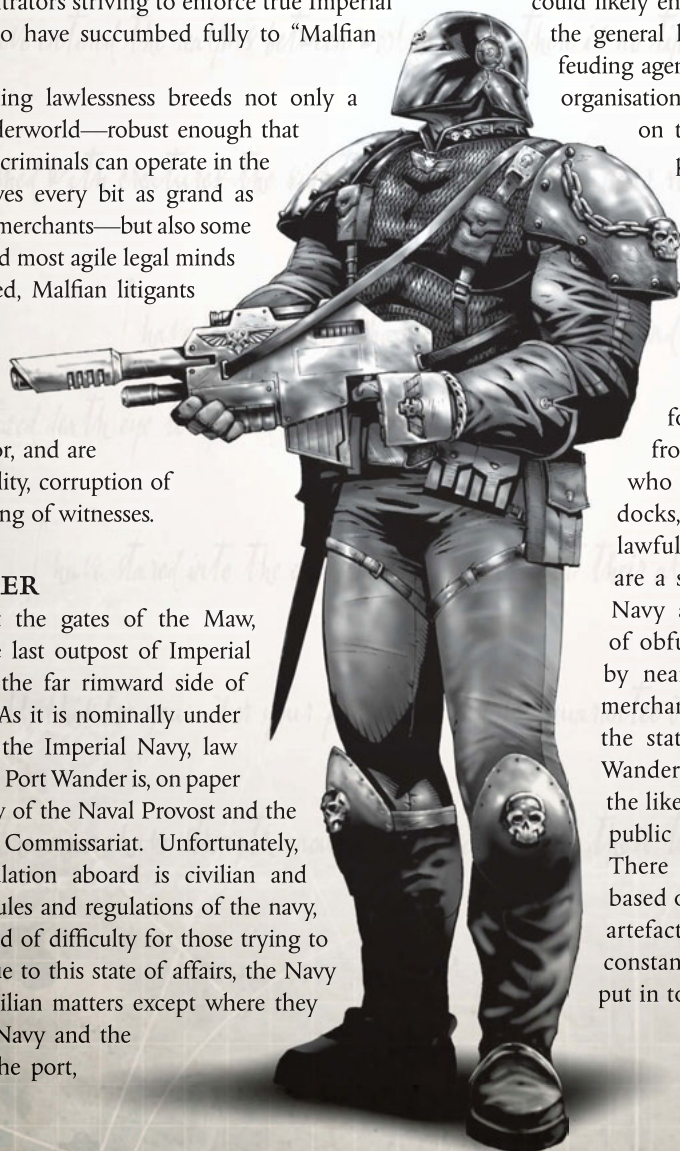 trators striving to enforce true Imperial
o have succumbed fully to “Malfian
ing lawlessness breeds not only a
derworld—robust enough that
criminals can operate in the
ves every bit as grand as
merchants—but also some
d most agile legal minds
ed, Malfian litigants
or, and are
lity, corruption of
ng of witnesses.
ER
t the gates of the Maw,
e last outpost of Imperial
the far rimward side of
As it is nominally under
the Imperial Navy, law
Port Wander is, on paper
y of the Naval Provost and the
Commissariat. Unfortunately,
lation aboard is civilian and
ules and regulations of the navy,
d of difficulty for those trying to
ue to this state of affairs, the Navy
vilian matters except where they
Navy and the
he port,
could likely en
the general
feuding agen
organisation
on t
fo
fro
who
docks,
lawful
are a s
Navy a
of obfu
by near
merchan
the stat
Wander
the like
public
There
based o
artefact
constan
put in to